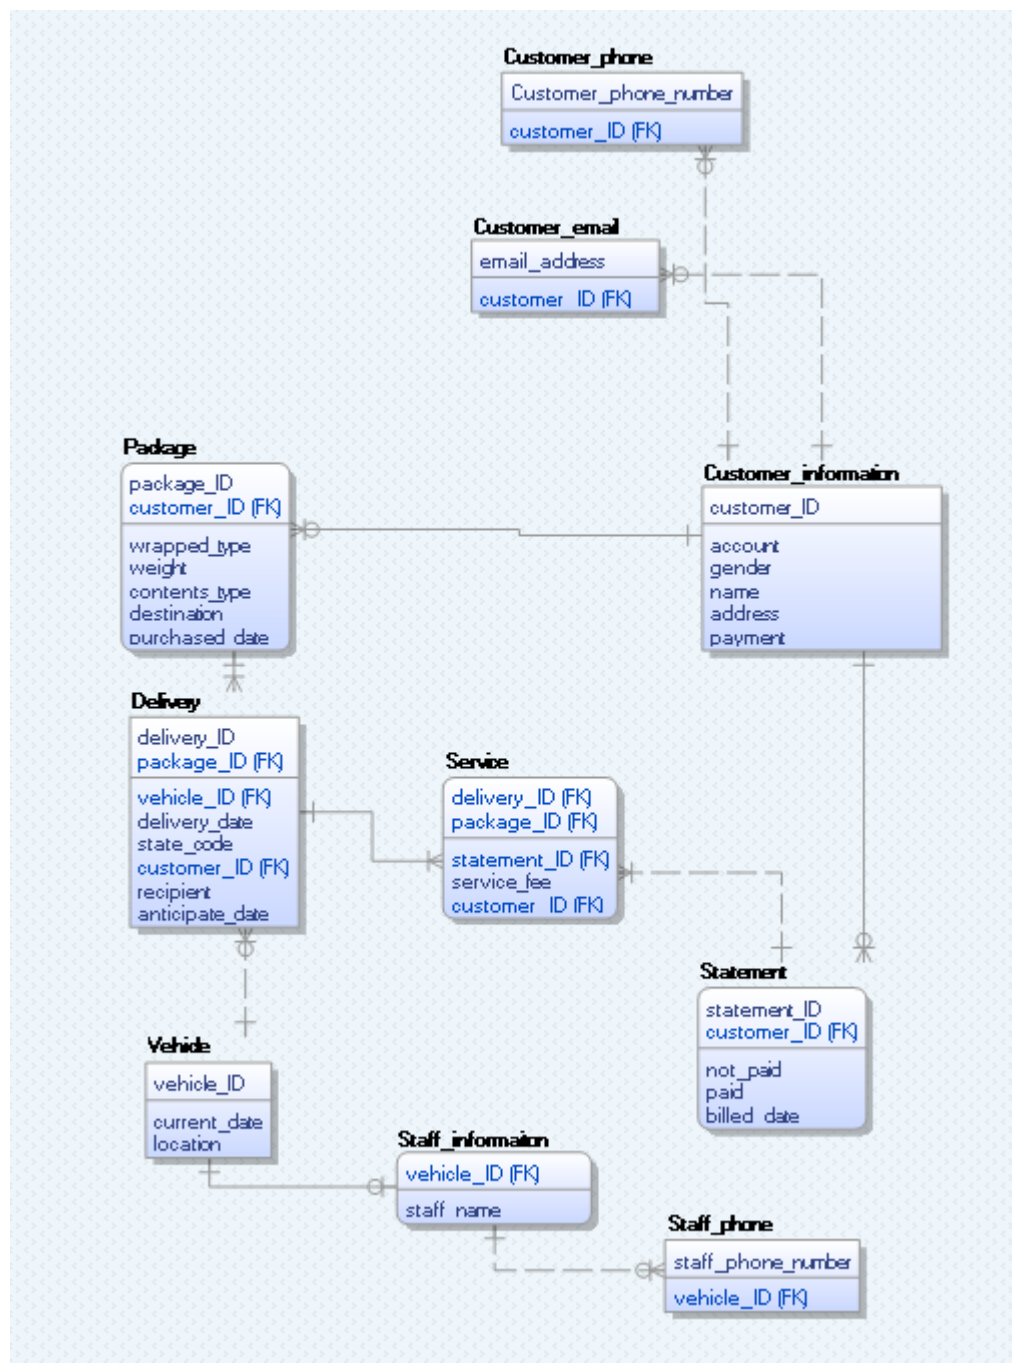 Customer_phone
Customer_phone_number
customer_ID (FK)
Customer_email
email_address
customer_ID (FK)
Package
package_ID
customer_ID (FK)
wrapped_type
weight
contents_type
destination
purchased_date
Customer_information
customer_ID
account
gender
name
address
payment
Delivery
delivery_ID
package_ID (FK)
vehicle_ID (FK)
delivery_date
state_code
customer_ID (FK)
recipient
anticipate_date
Service
delivery_ID (FK)
package_ID (FK)
statement_ID (FK)
service_fee
customer_ID (FK)
Statement
statement_ID
customer_ID (FK)
not_paid
paid
billed_date
Vehicle
vehicle_ID
current_date
location
Staff_informaiton
vehicle_ID (FK)
staff_name
Staff_phone
staff_phone_number
vehicle_ID (FK)